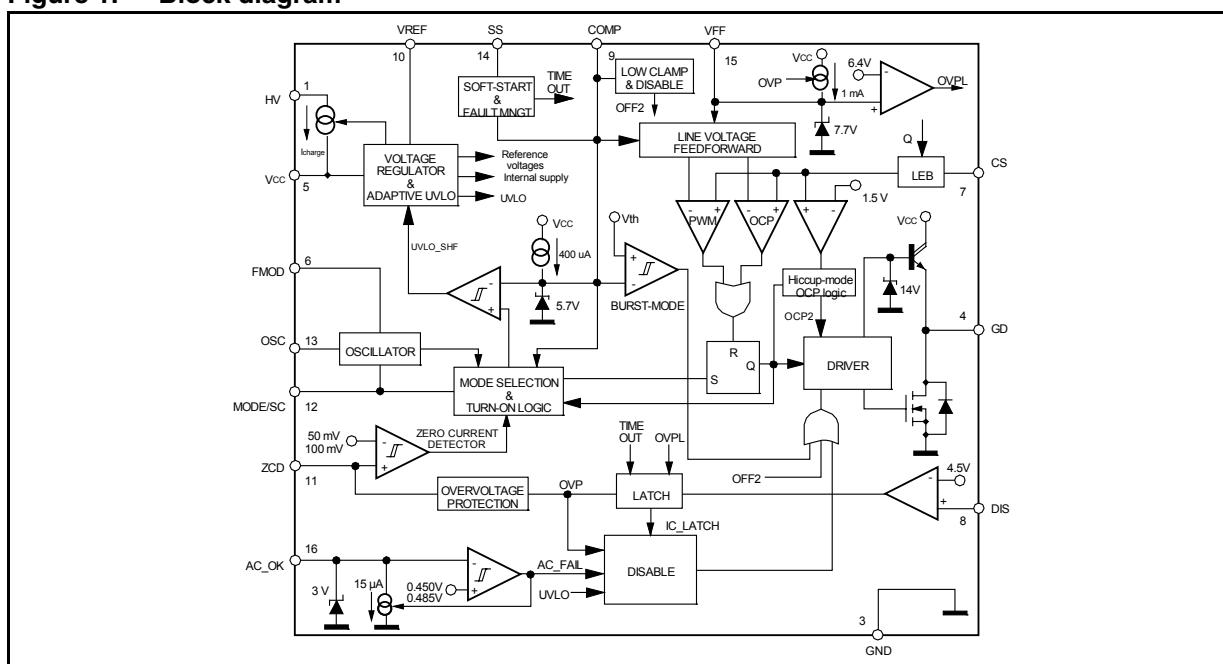 Figure 1. Block diagram
VREF
SS
COMP
VFF
10
14
9
15
1
HV
Icharge
VCC
5
SOFT-START
&
FAULT MNGT
TIME
OUT
LOW CLAMP
& DISABLE
OFF2
VCC
OVP
1 mA
7.7V
6.4V
-
+
OVPL
VOLTAGE
REGULATOR
&
ADAPTIVE UVLO
Reference
voltages
Internal supply
UVLO
LINE VOLTAGE
FEEDFORWARD
Q
LEB
CS
7
1.5 V
- +
PWM
- +
OCP
+ -
UVLO_SHF
VCC
400 uA
5.7V
Vth
+
-
BURST-MODE
-
+
Hiccup-mode
OCP logic
OCP2
VCC
14V
4
GD
6
FMOD
OSC
13
OSCILLATOR
MODE/SC
12
MODE SELECTION
&
TURN-ON LOGIC
R
S
Q
DRIVER
50 mV
100 mV
-
+
ZERO CURRENT
DETECTOR
ZCD
11
OVERVOLTAGE
PROTECTION
OVP
TIME
OUT
OVPL
LATCH
OFF2
4.5V
-
+
8
DIS
IC_LATCH
DISABLE
16
AC_OK
3 V
15 µA
0.450V
0.485V
-
+
AC_FAIL
UVLO
3
GND